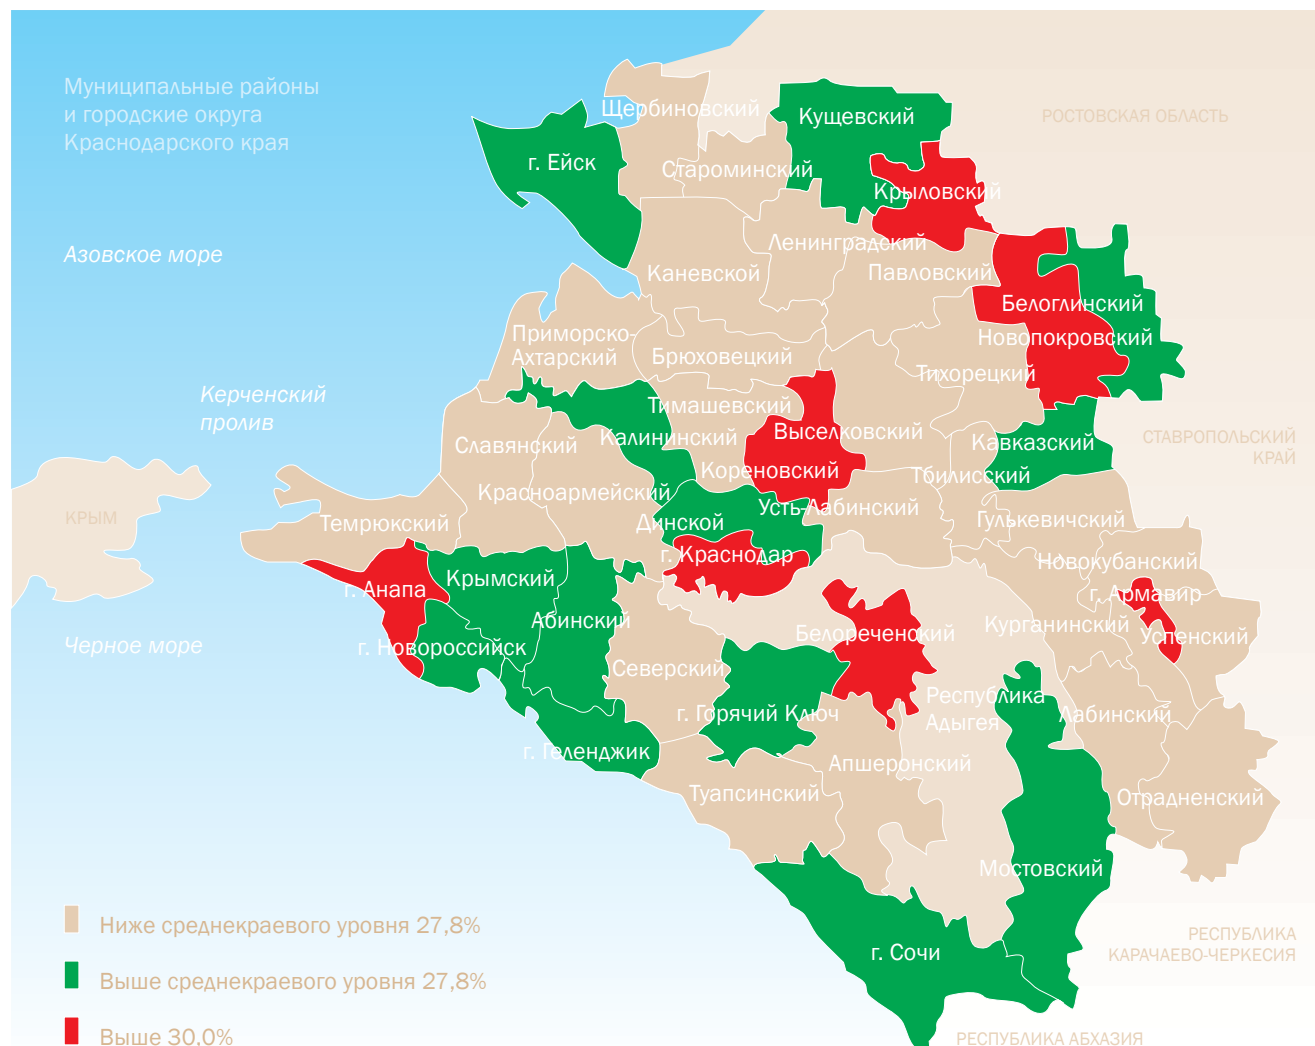 Муниципальные районы
и городские округа
Краснодарского края
Щербиновский
Кущевский
РОСТОВСКАЯ ОБЛАСТЬ
г. Ейск
Староминский
Крыловский
Азовское море
Ленинградский
Каневской
Павловский
Белоглинский
Приморско-
Ахтарский
Новопокровский
Брюховецкий
Тихорецкий
Керченский
пролив
Тимашевский
Славянский
Калининский
Выселковский
Кавказский
СТАВРОПОЛЬСКИЙ
КРАЙ
Кореновский
Тбилисский
Красноармейский
КРЫМ
Темрюкский
Динской
Усть-Лабинский
Гулькевичский
г. Краснодар
Новокубанский
Крымский
г. Анапа
г. Армавир
Абинский
Белореченский
Курганинский
Успенский
Черное море
г. Новороссийск
Северский
Республика
Адыгея
г. Горячий Ключ
Лабинский
г. Геленджик
Апшеронский
Туапсинский
Отрадненский
Мостовский
Ниже среднекраевого уровня 27,8%
РЕСПУБЛИКА
КАРАЧАЕВО-ЧЕРКЕСИЯ
г. Сочи
Выше среднекраевого уровня 27,8%
Выше 30,0%
РЕСПУБЛИКА АБХАЗИЯ